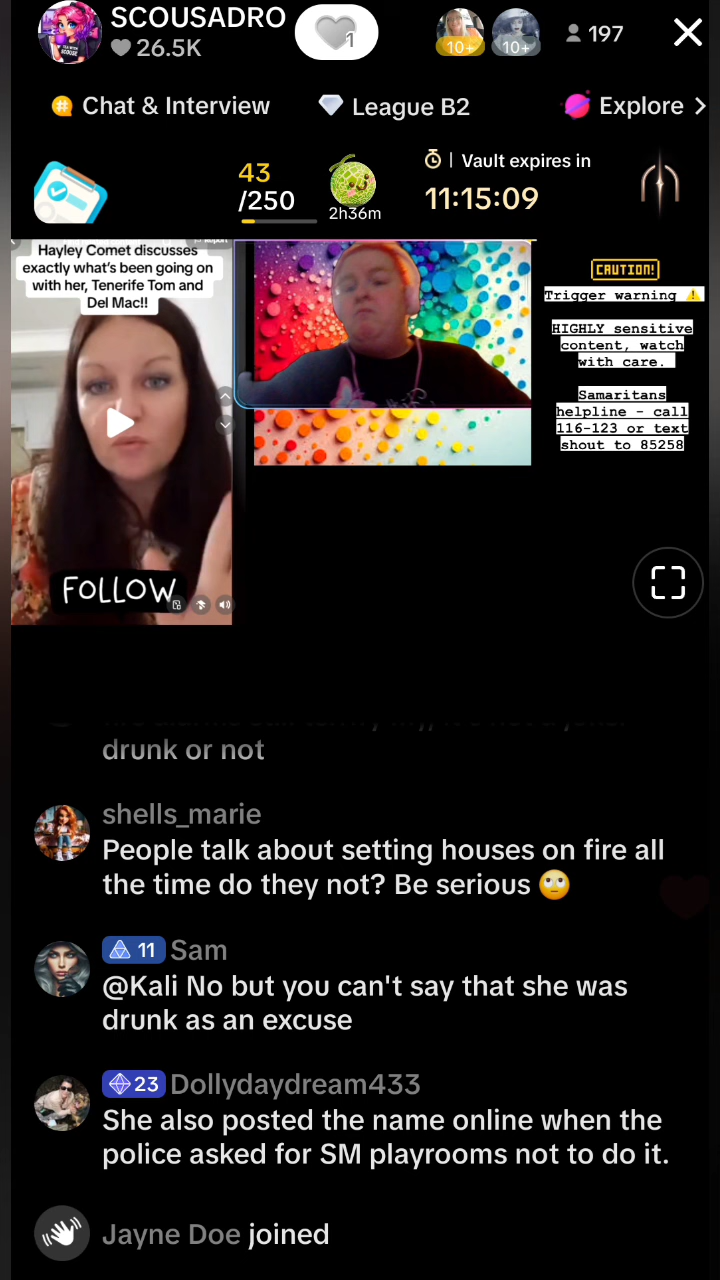 SCOUSADRO
26.5K
1
10+
10+
197
Chat & Interview
League B2
Explore
43
/250
2h36m
Vault expires in
11:15:09
Hayley Comet discusses
exactly what's been going on
with her, Tenerife Tom and
Del Mac!!
FOLLOW
CAUTION!
Trigger warning ⚠️
HIGHLY sensitive
content, watch
with care.
Samaritans
helpline - call
116-123 or text
shout to 85258
drunk or not
shells_marie
People talk about setting houses on fire all
the time do they not? Be serious 🙄
11 Sam
@Kali No but you can't say that she was
drunk as an excuse
23 Dollydaydream433
She also posted the name online when the
police asked for SM playrooms not to do it.
Jayne Doe joined